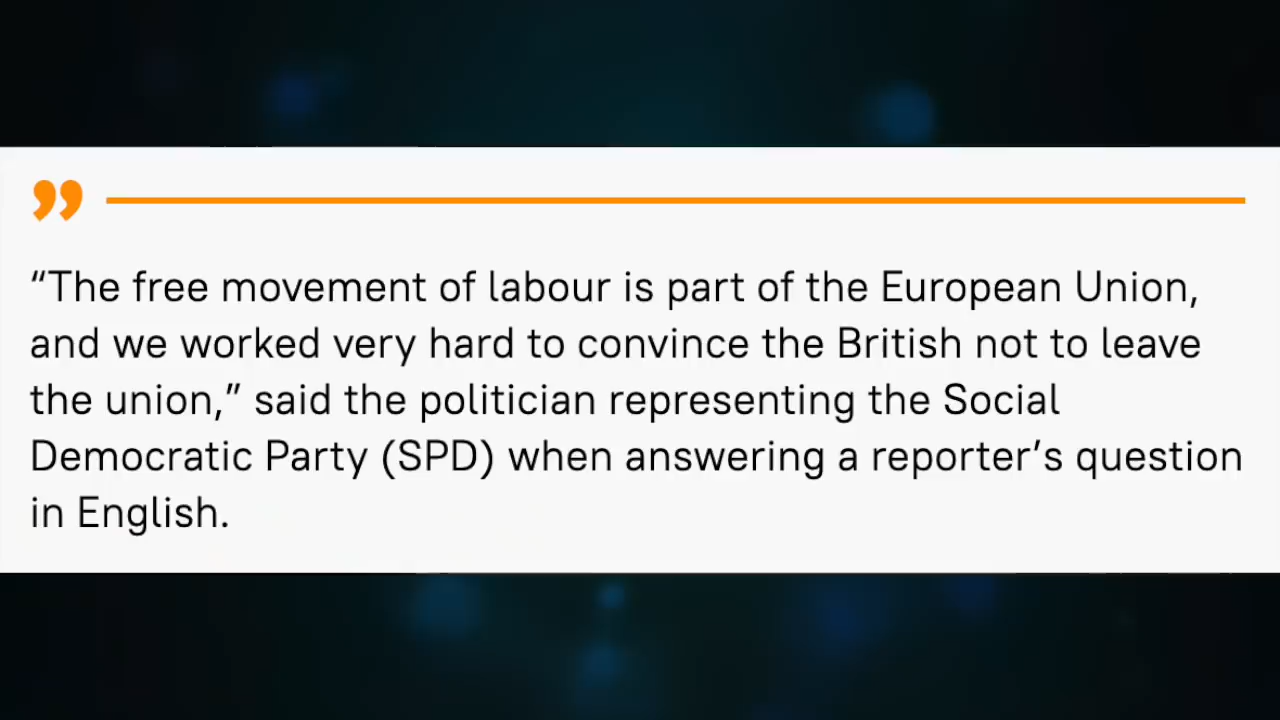 “The free movement of labour is part of the European Union,
and we worked very hard to convince the British not to leave
the union,” said the politician representing the Social
Democratic Party (SPD) when answering a reporter’s question
in English.